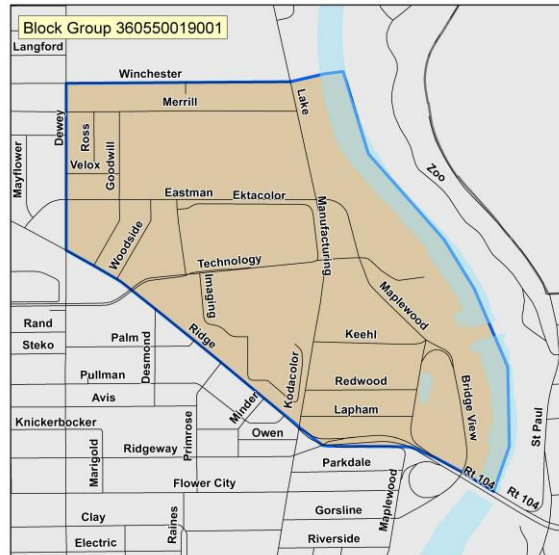 Block Group 360550019001
Langford
Winchester
Merrill
Lake
Dewey
Ross
Mayflower
Velox
Goodwill
Zoo
Eastman
Ektacolor
Manufacturing
Woodside
Technology
Imaging
Maplewood
Rand
Ridge
Steko
Palm
Desmond
Keehl
Pullman
Kodacolor
Redwood
Bridge View
Avis
Minder
Lapham
Knickerbocker
Primrose
Owen
St Paul
Marigold
Ridgeway
Parkdale
Rt 104
Flower City
Rt 104
Maplewood
Gorsline
Clay
Raines
Electric
Riverside